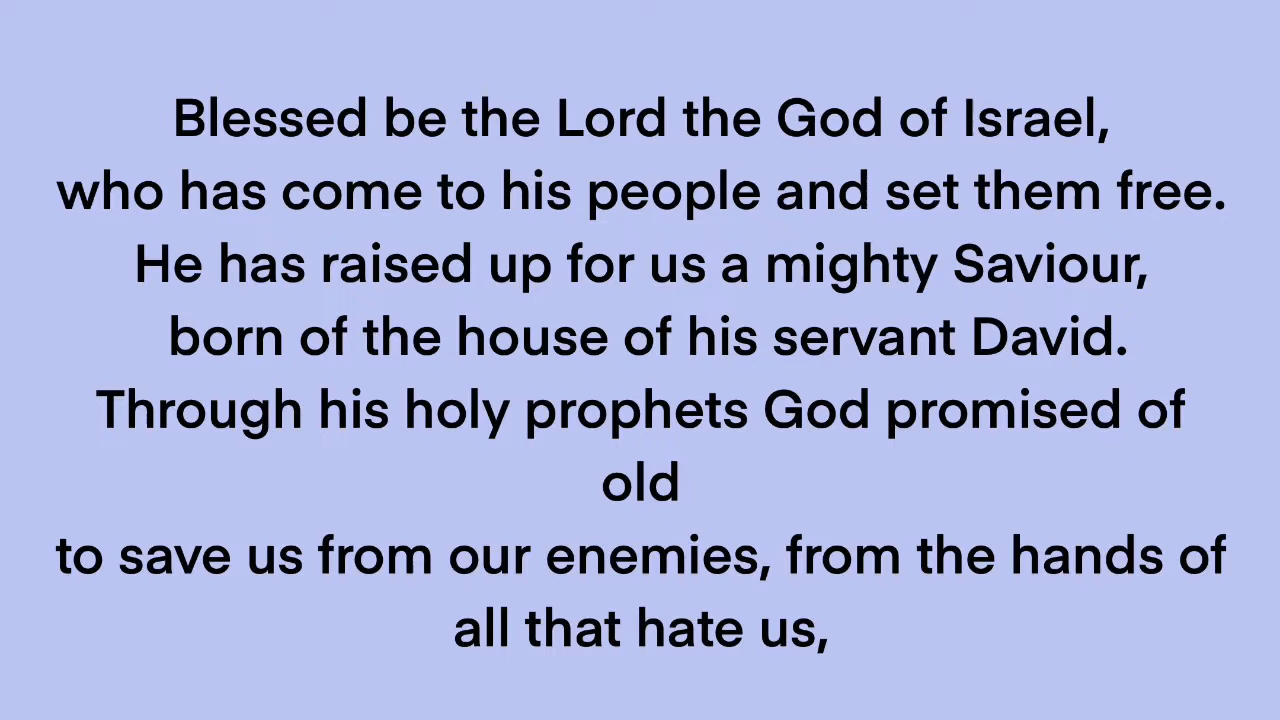 Blessed be the Lord the God of Israel,
who has come to his people and set them free.
He has raised up for us a mighty Saviour,
born of the house of his servant David.
Through his holy prophets God promised of
old
to save us from our enemies, from the hands of
all that hate us,